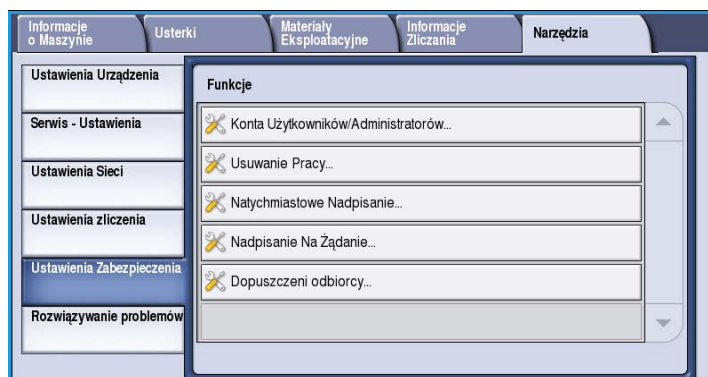 Informacje
o Maszynie
Usterki
Materiały
Eksploatacyjne
Informacje
Zliczania
Narzędzia
Ustawienia Urządzenia
Serwis - Ustawienia
Ustawienia Sieci
Ustawienia zliczenia
Ustawienia Zabezpieczenia
Rozwiązywanie problemów
Funkcje
Konta Użytkowników/Administratorów...
Usuwanie Pracy...
Natychmiastowe Nadpisanie...
Nadpisanie Na Żądanie...
Dopuszczeni odbiorcy...